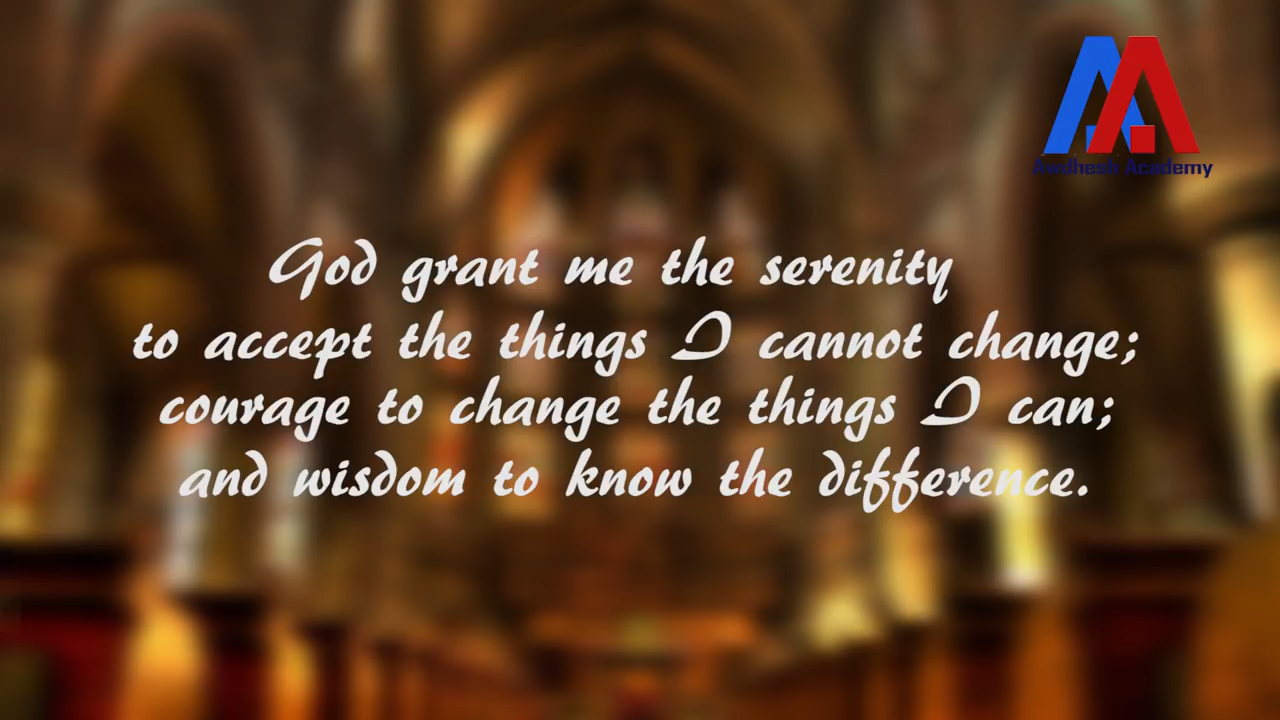 Awdhesh Academy
God grant me the serenity
to accept the things I cannot change;
courage to change the things I can;
and wisdom to know the difference.